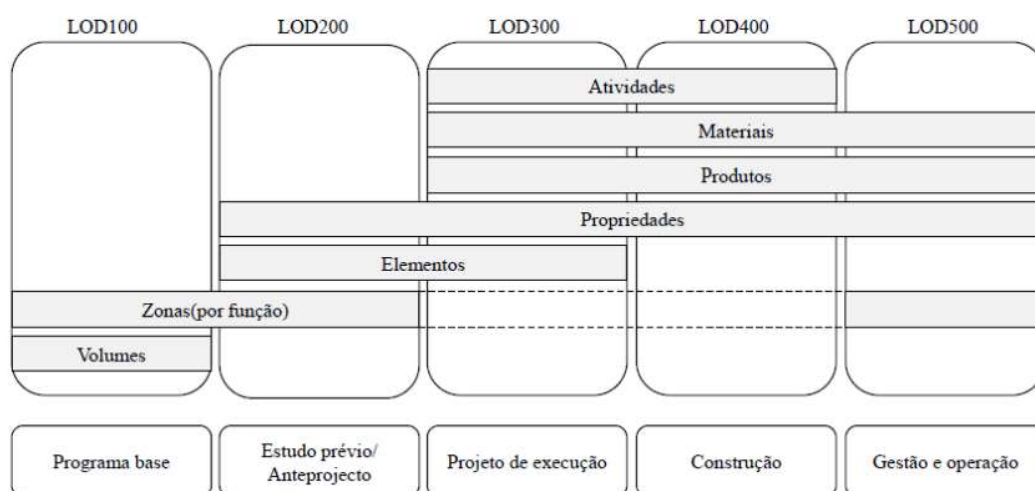 LOD100 LOD200 LOD300 LOD400 LOD500
Atividades
Materiais
Produtos
Propriedades
Elementos
Zonas(por função)
Volumes
Programa base
Estudo prévio/
Anteprojecto
Projeto de execução
Construção
Gestão e operação